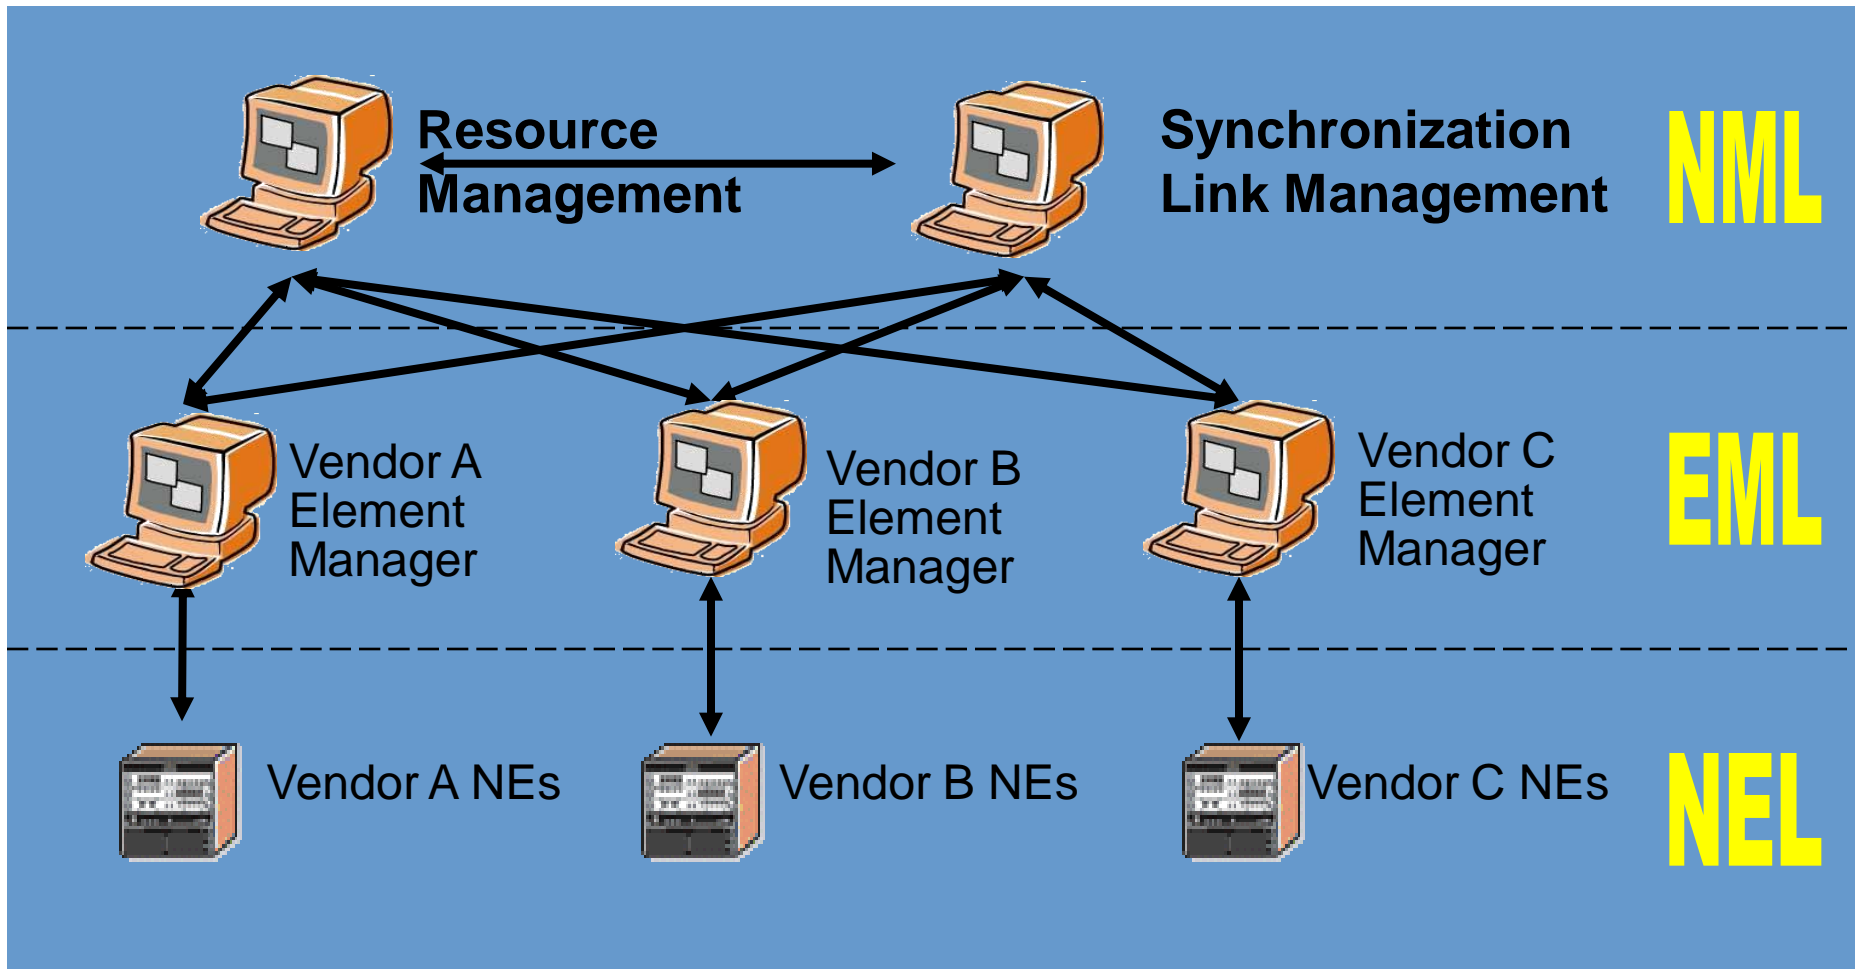 Resource
Management
Synchronization
Link Management
NML
Vendor A
Element
Manager
Vendor B
Element
Manager
Vendor C
Element
Manager
EML
Vendor A NEs
Vendor B NEs
Vendor C NEs
NEL